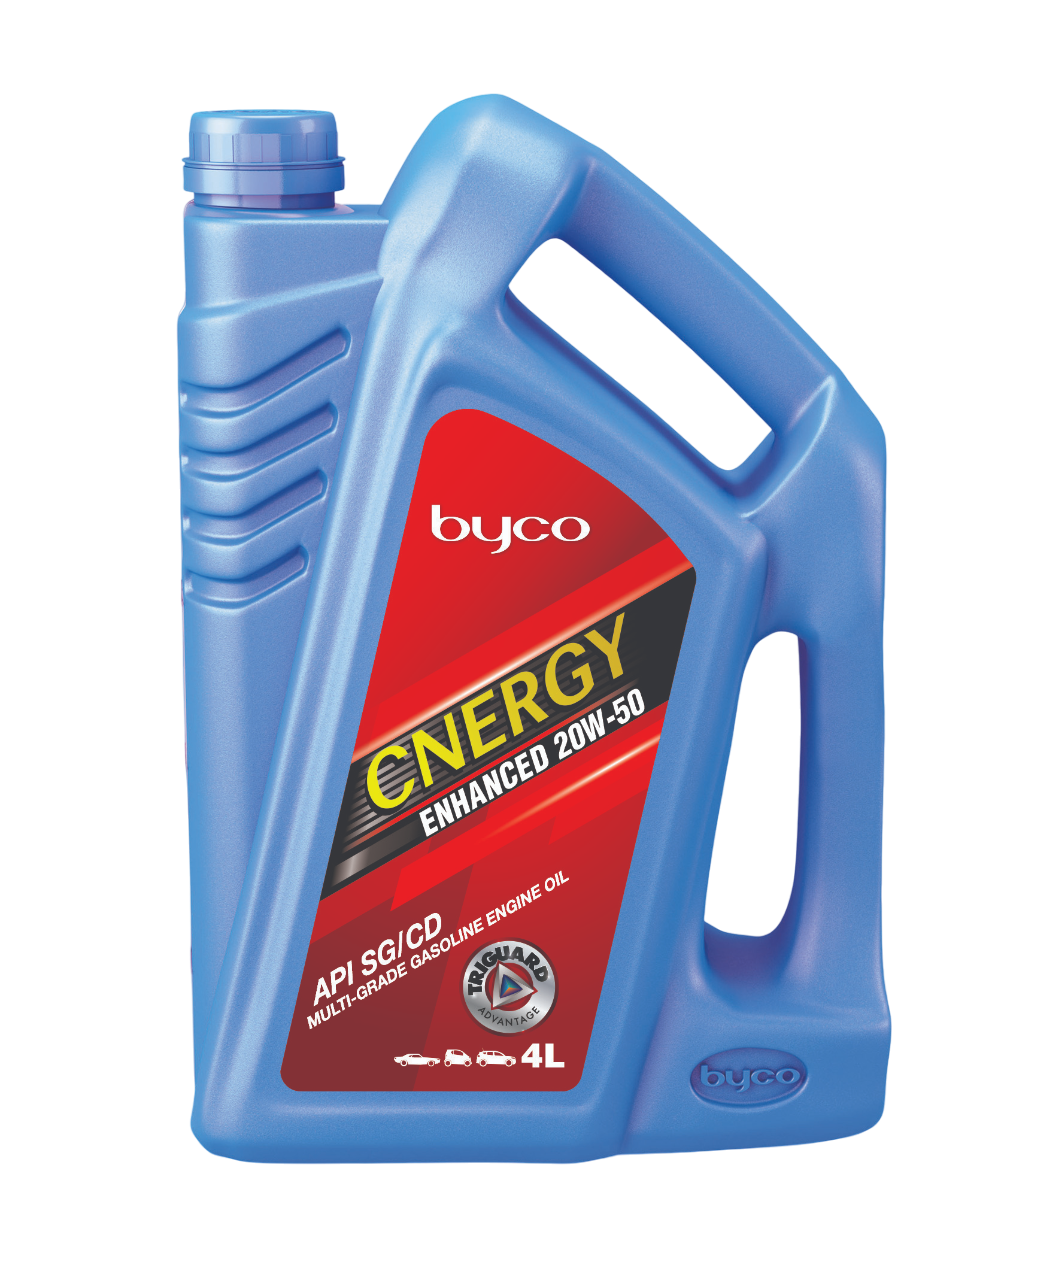 byco
CNERGY
ENHANCED 20W-50
API SG/CD
MULTI-GRADE GASOLINE ENGINE OIL
TRIGUARD
ADVANTAGE
4L
byco